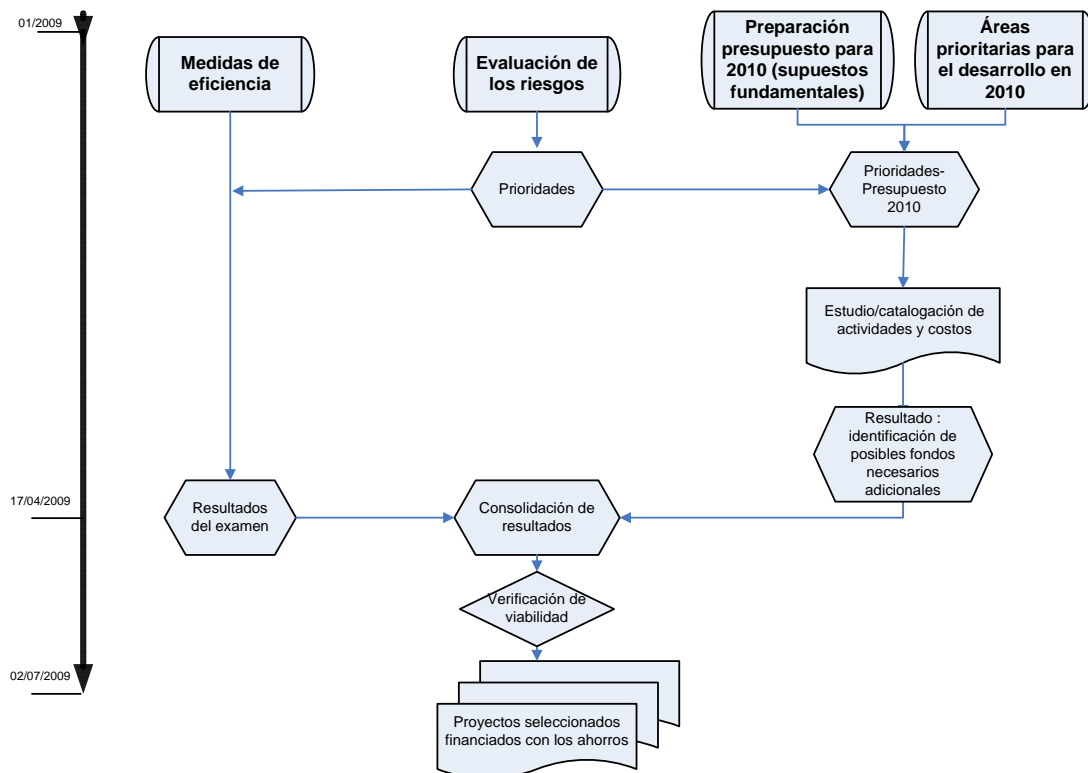 01/2009
Medidas de
eficiencia
Evaluación de
los riesgos
Preparación
presupuesto para
2010 (supuestos
fundamentales)
Áreas
prioritarias para
el desarrollo en
2010
Prioridades
Prioridades-
Presupuesto
2010
Estudio/catalogación de
actividades y costos
Resultado :
identificación de
posibles fondos
necesarios
adicionales
17/04/2009
Resultados
del examen
Consolidación de
resultados
Verificación de
viabilidad
02/07/2009
Proyectos seleccionados
financiados con los ahorros